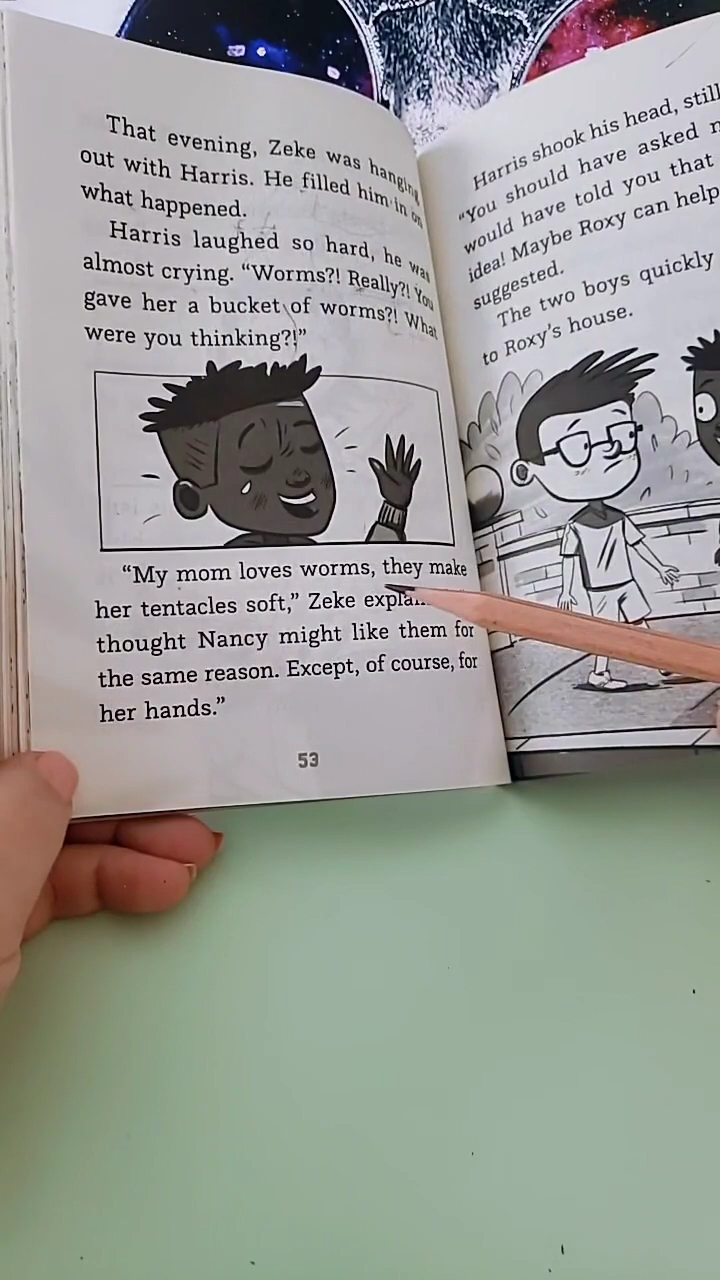 That evening, Zeke was hanging
out with Harris. He filled him in on
what happened.
Harris laughed so hard, he was
almost crying. “Worms?! Really?! You
gave her a bucket of worms?! What
were you thinking?!”
“My mom loves worms, they make
her tentacles soft,” Zeke
thought Nancy might like them for
the same reason. Except, of course, for
her hands.”
53
Harris shook his head, still
“You should have asked
would have told you that
idea! Maybe Roxy can help
suggested.
The two boys quickly
to Roxy’s house.